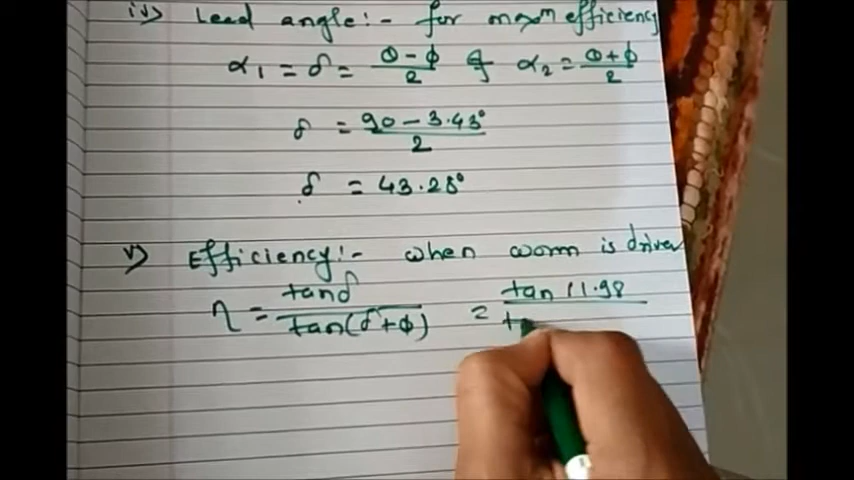 iv) Lead angle:- for maxm efficiency
α₁ = δ = θ-ϕ/2 & α₂ = θ+ϕ/2
δ = 90-3.43°/2
δ = 43.28°
v) Efficiency:- when worm is driver
η = tanδ/tan(δ+ϕ) = tan 11.98/t